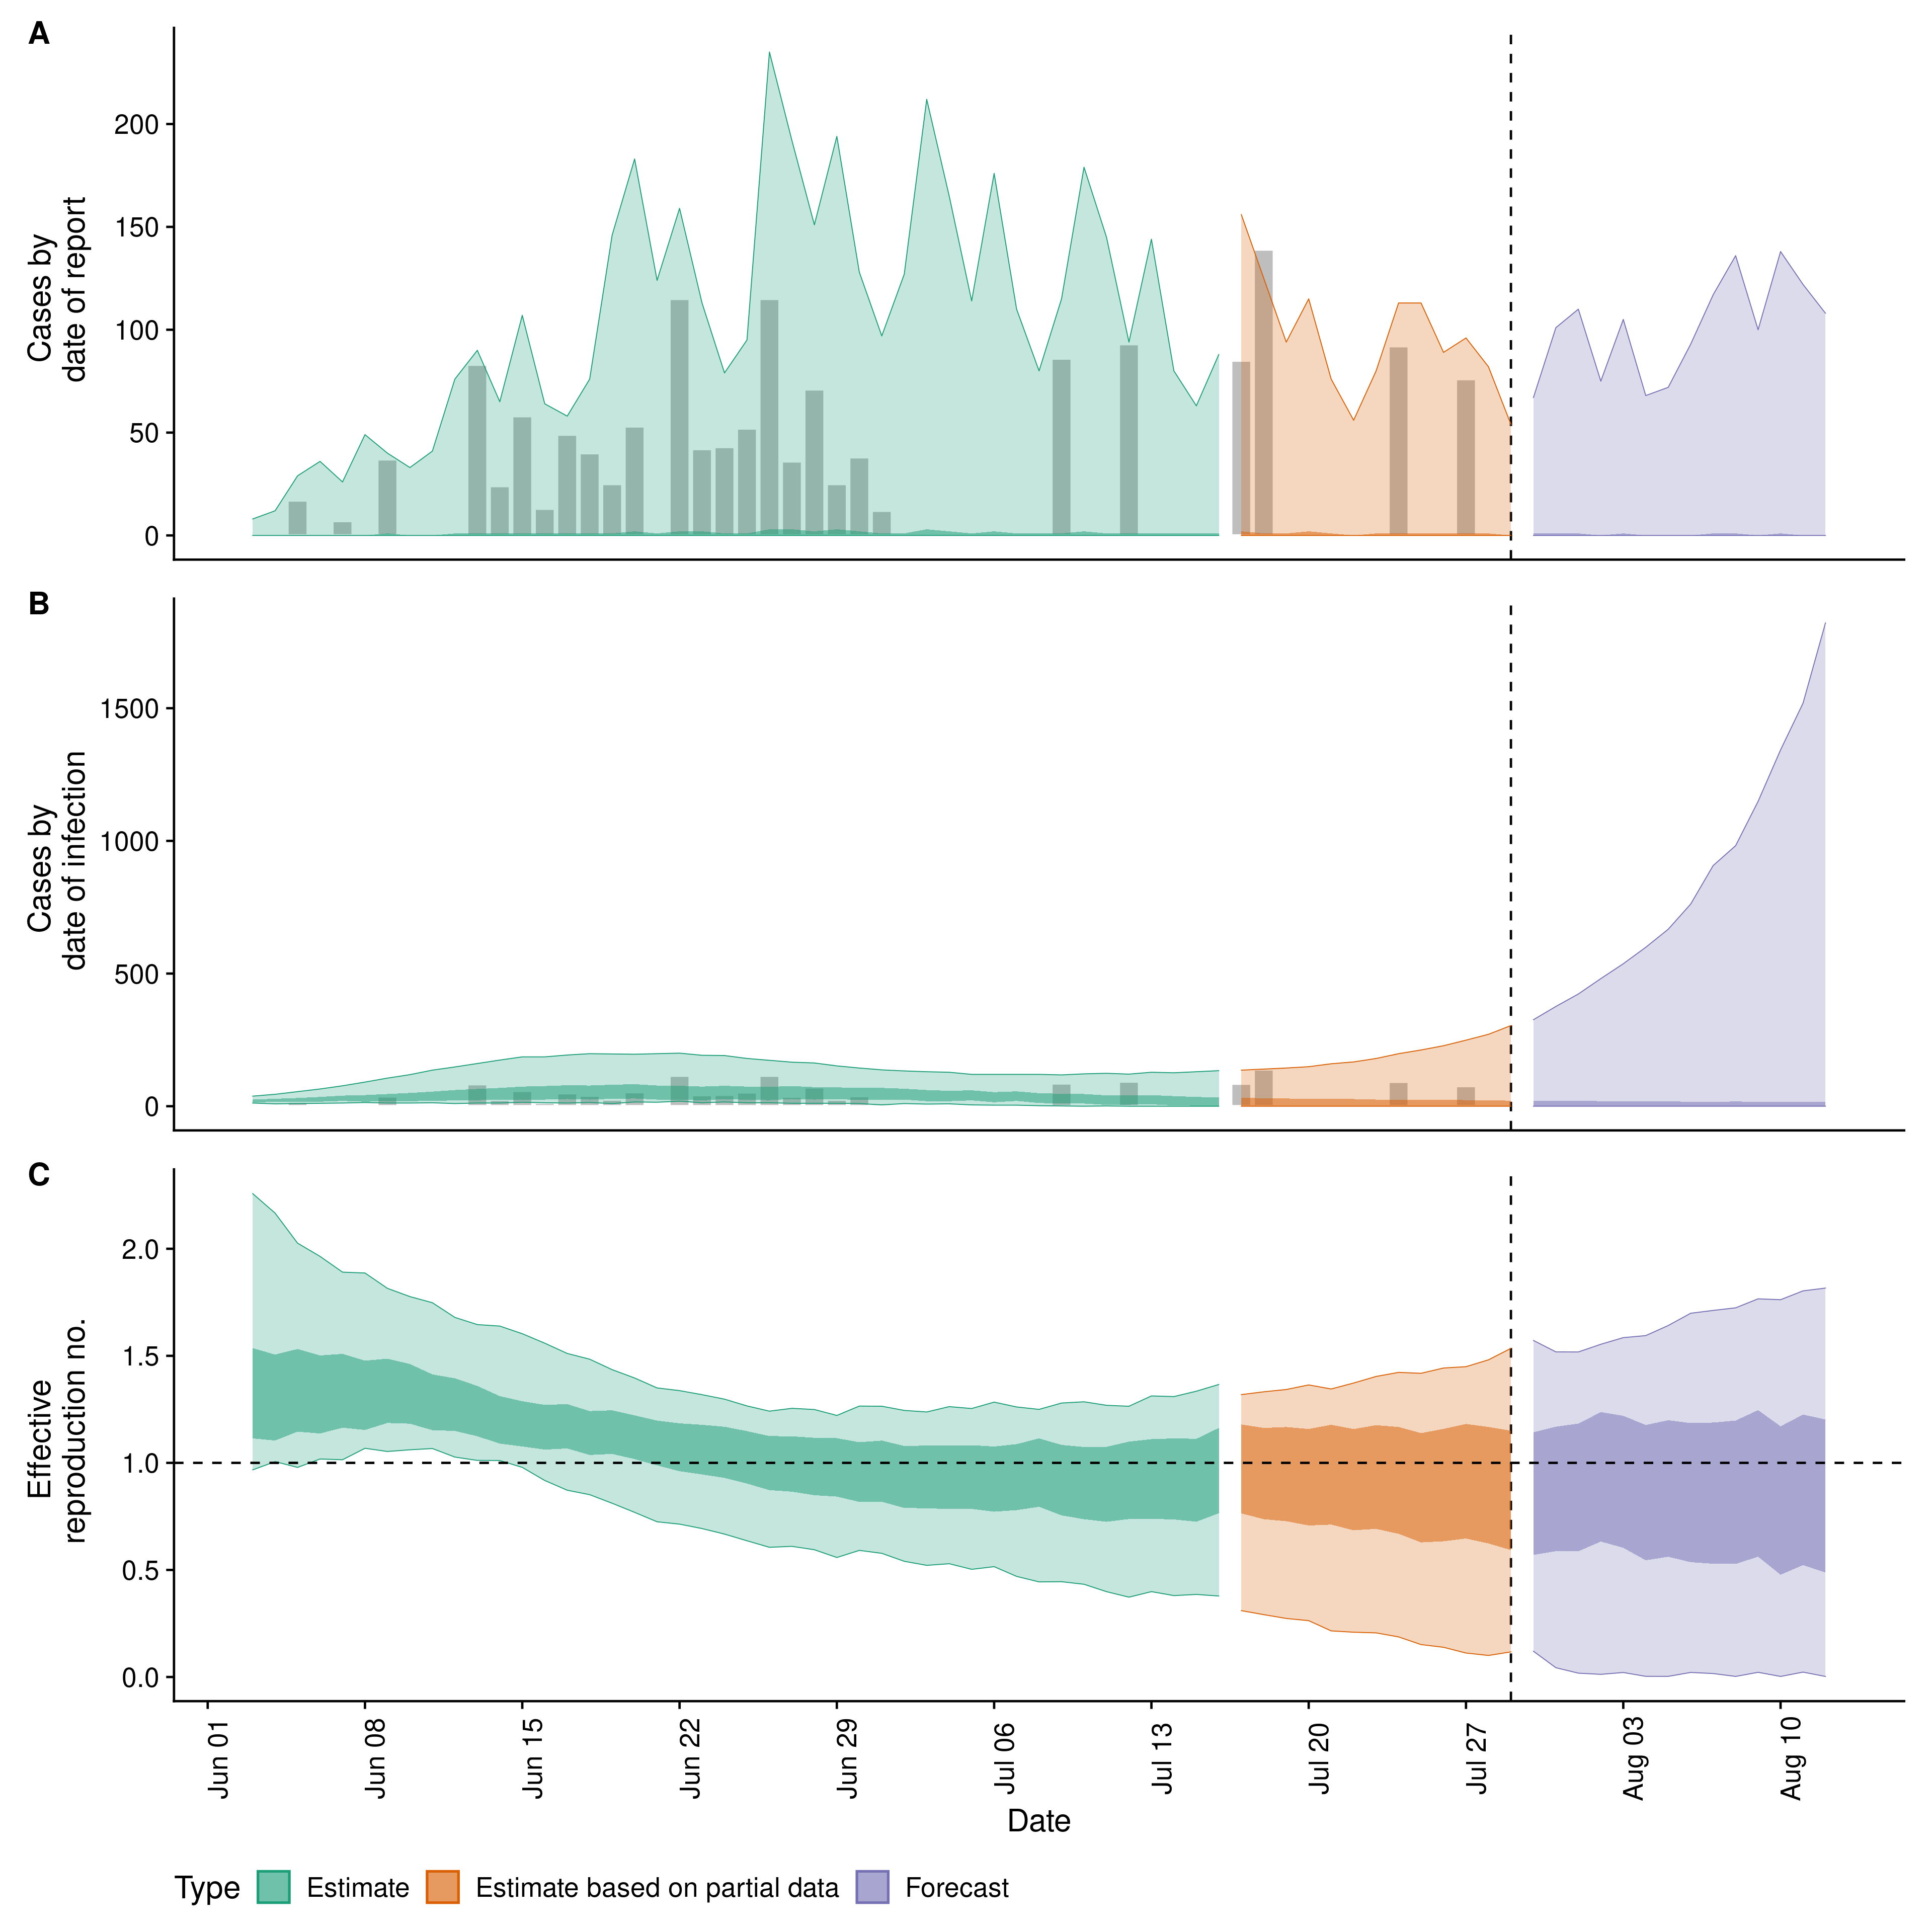 A
Cases by
date of report
200
150
100
50
0
B
Cases by
date of infection
1500
1000
500
0
C
Effective
reproduction no.
2.0
1.5
1.0
0.5
0.0
Jun 01
Jun 08
Jun 15
Jun 22
Jun 29
Jul 06
Jul 13
Jul 20
Jul 27
Aug 03
Aug 10
Date
Type Estimate Estimate based on partial data Forecast